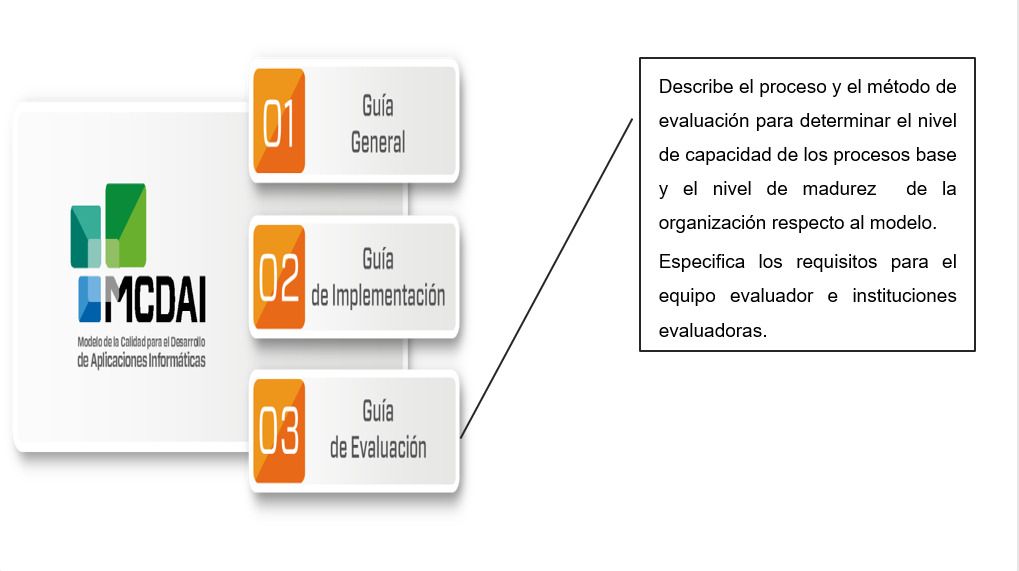 01
Guía
General
02
Guía
de Implementación
03
Guía
de Evaluación
MCDAI
Modelo de la Calidad para el Desarrollo
de Aplicaciones Informáticas
Describe el proceso y el método de
evaluación para determinar el nivel
de capacidad de los procesos base
y el nivel de madurez de la
organización respecto al modelo.
Especifica los requisitos para el
equipo evaluador e instituciones
evaluadoras.